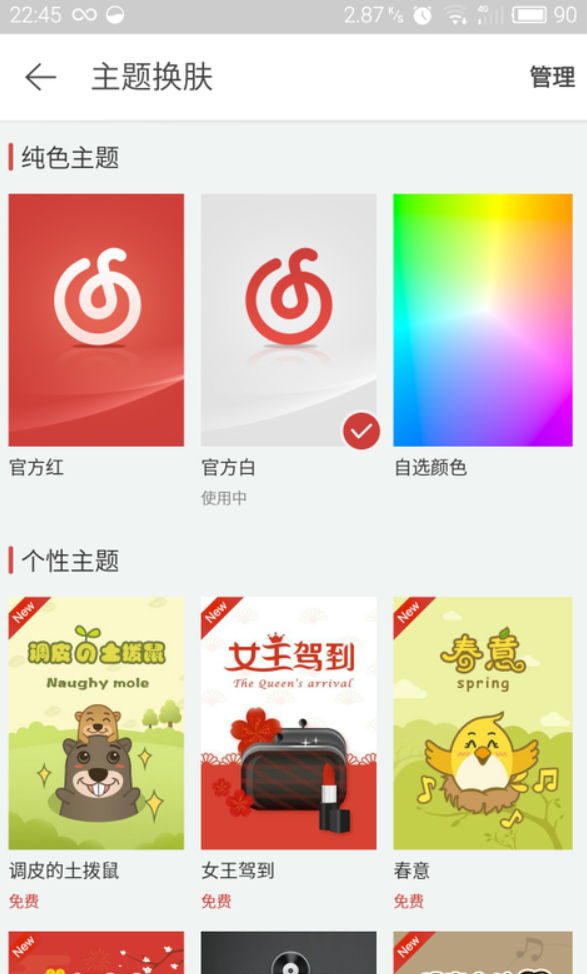 22:45 2.87 K/s 4G 90
主题换肤 管理
纯色主题
官方红 官方白 自选颜色
使用中
个性主题
New New New
调皮の土拨鼠 女王驾到 春意
Naughy mole The Queen's arrival spring
调皮的土拨鼠 女王驾到 春意
免费 免费 免费
New New